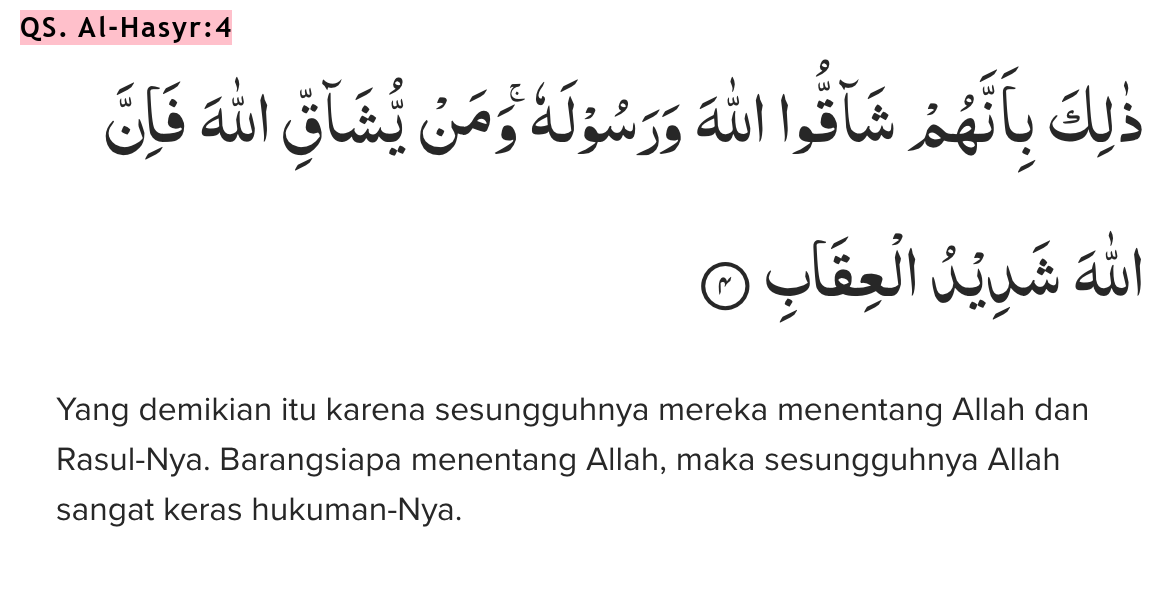 QS. Al-Hasyr:4
ذٰلِكَ بِاَنَّهُمْ شَاۤقُّوا اللّٰهَ وَرَسُوْلَهٗ ۚوَمَنْ يُّشَاۤقِّ اللّٰهَ فَاِنَّ
اللّٰهَ شَدِيْدُ الْعِقَابِ ۴
Yang demikian itu karena sesungguhnya mereka menentang Allah dan
Rasul-Nya. Barangsiapa menentang Allah, maka sesungguhnya Allah
sangat keras hukuman-Nya.